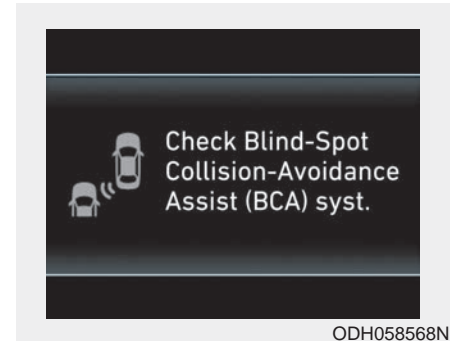 Check Blind-Spot
Collision-Avoidance
Assist (BCA) syst.
ODH058568N